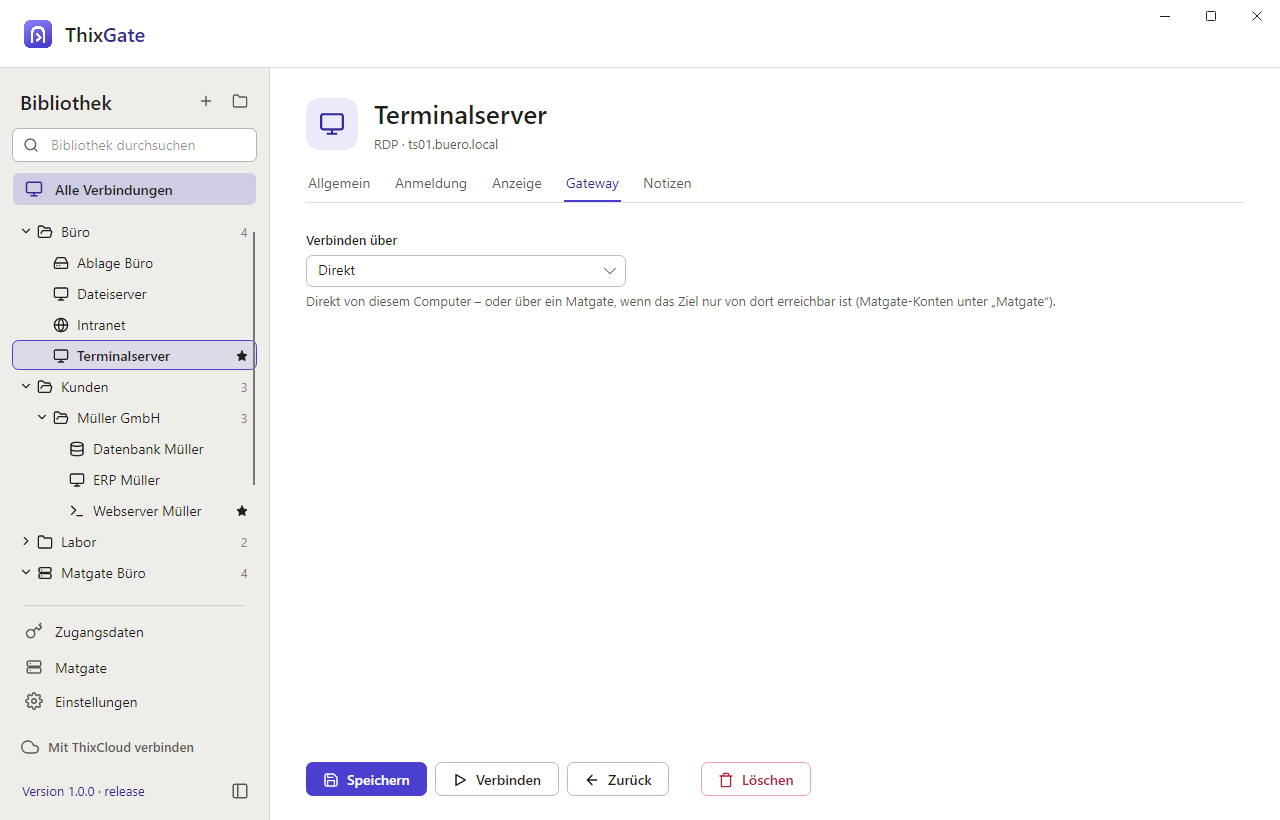 ThixGate
Bibliothek
Bibliothek durchsuchen
Alle Verbindungen
Büro 4
Ablage Büro
Dateiserver
Intranet
Terminalserver
Kunden 3
Müller GmbH 3
Datenbank Müller
ERP Müller
Webserver Müller
Labor 2
Matgate Büro 4
Zugangsdaten
Matgate
Einstellungen
Mit ThixCloud verbinden
Version 1.0.0 · release
Terminalserver
RDP · ts01.buero.local
Allgemein Anmeldung Anzeige Gateway Notizen
Verbinden über
Direkt
Direkt von diesem Computer – oder über ein Matgate, wenn das Ziel nur von dort erreichbar ist (Matgate-Konten unter „Matgate“).
Speichern Verbinden Zurück Löschen